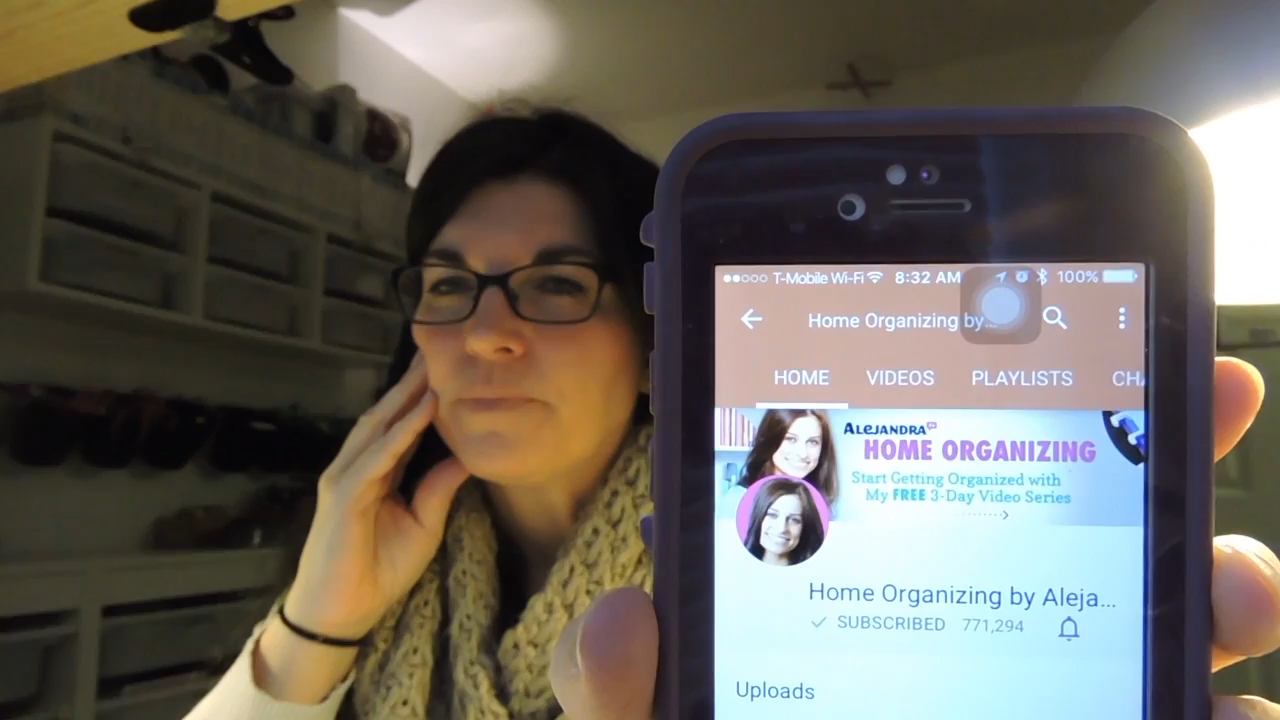 T-Mobile Wi-Fi 8:32 AM 100%
Home Organizing by...
HOME VIDEOS PLAYLISTS CHA
ALEJANDRA
HOME ORGANIZING
Start Getting Organized with
My FREE 3-Day Video Series
Home Organizing by Aleja...
SUBSCRIBED 771,294
Uploads